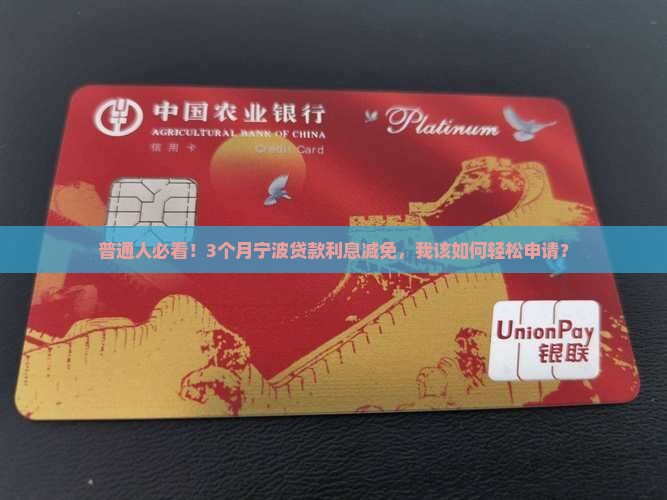 中国农业银行
AGRICULTURAL BANK OF CHINA
信用卡
Credit Card
Platinum
普通人必看！3个月宁波贷款利息减免，我该如何轻松申请？
UnionPay
银联